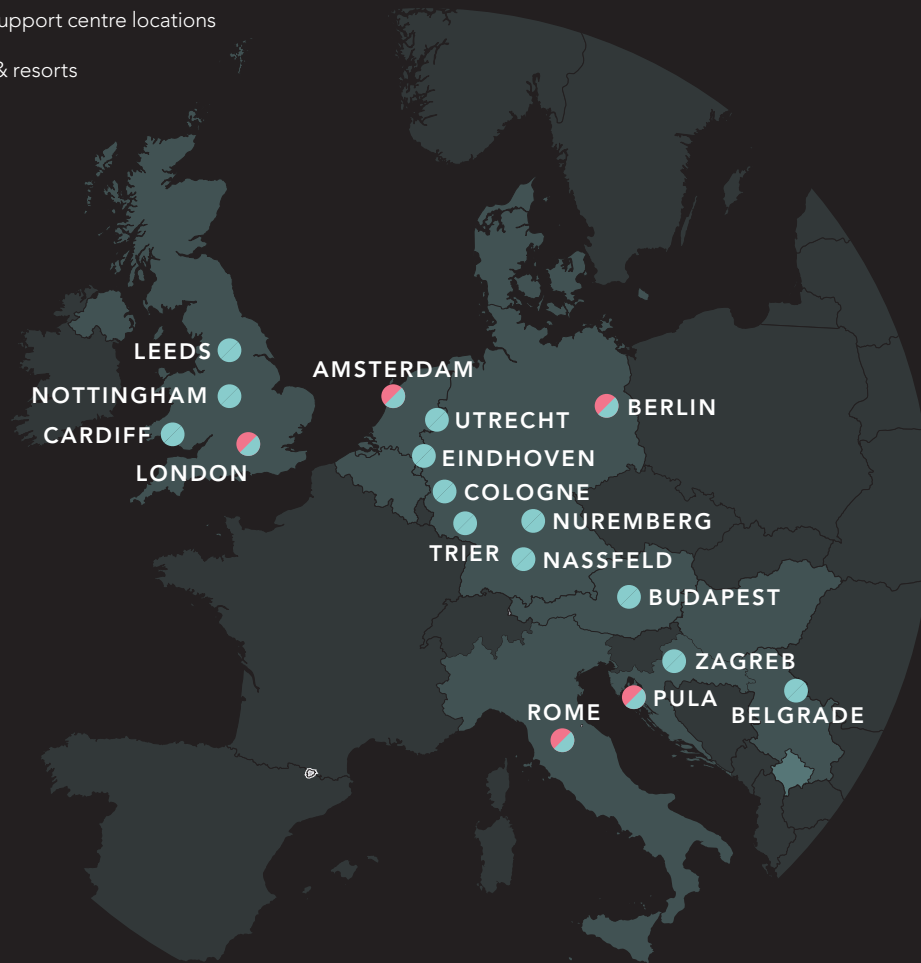 upport centre locations
& resorts
LEEDS
AMSTERDAM
NOTTINGHAM
BERLIN
UTRECHT
CARDIFF
EINDHOVEN
LONDON
COLOGNE
NUREMBERG
TRIER
NASSFELD
BUDAPEST
ZAGREB
PULA
ROME
BELGRADE